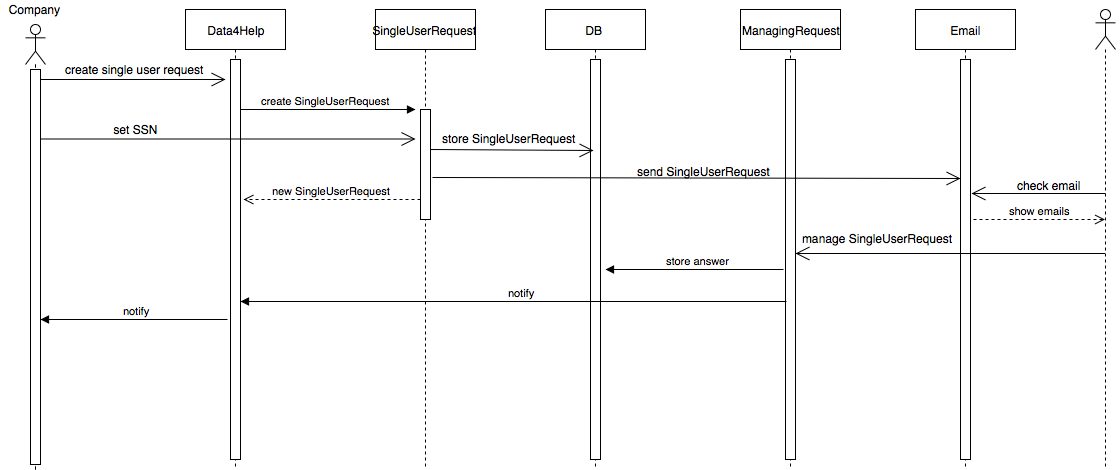 Company
Data4Help
SingleUserRequest
DB
ManagingRequest
Email
create single user request
create SingleUserRequest
set SSN
store SingleUserRequest
send SingleUserRequest
new SingleUserRequest
check email
show emails
manage SingleUserRequest
store answer
notify
notify